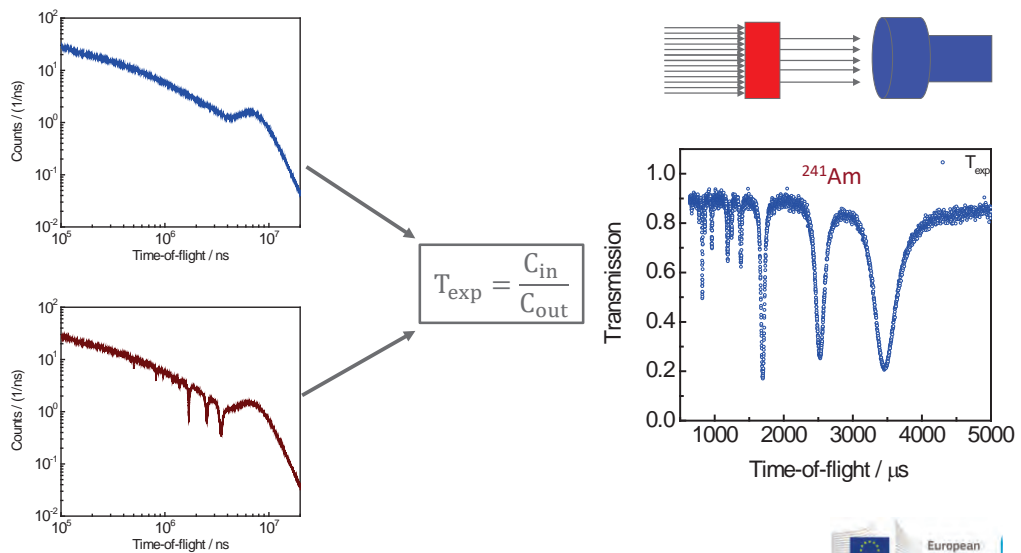 10²
10¹
10⁰
10⁻¹
10⁻²
Counts / (1/ns)
10⁵ 10⁶ 10⁷
Time-of-flight / ns
10²
10¹
10⁰
10⁻¹
10⁻²
Counts / (1/ns)
10⁵ 10⁶ 10⁷
Time-of-flight / ns
T_exp = C_in / C_out
1.0
0.8
0.6
0.4
0.2
0.0
Transmission
²⁴¹Am
T_exp
1000 2000 3000 4000 5000
Time-of-flight / μs
European